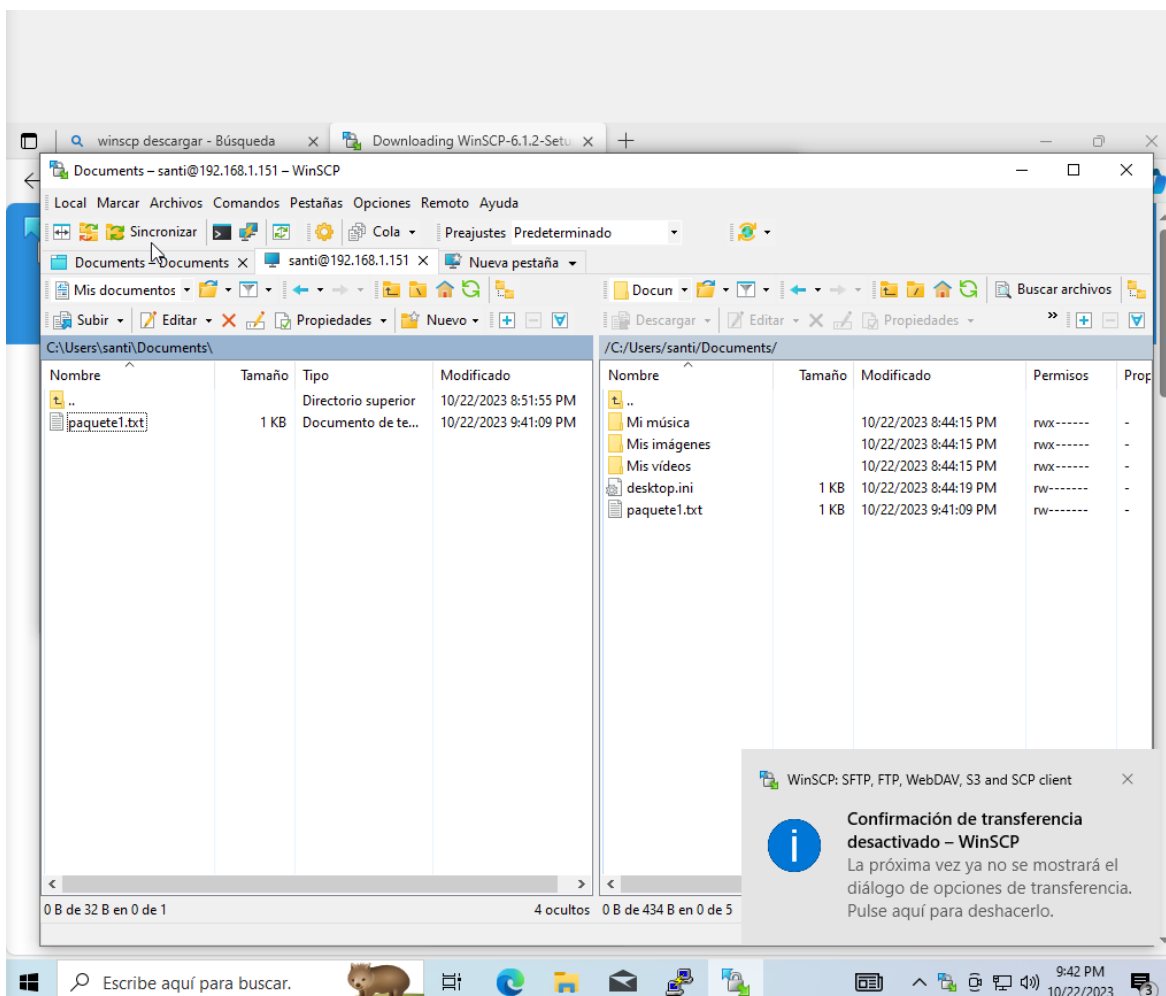 winscp descargar - Búsqueda
Downloading WinSCP-6.1.2-Setu
Documents – santi@192.168.1.151 – WinSCP
Local Marcar Archivos Comandos Pestañas Opciones Remoto Ayuda
Sincronizar Cola Preajustes Predeterminado
Documents – Documents santi@192.168.1.151 Nueva pestaña
Mis documentos Docun Buscar archivos
Subir Editar Propiedades Nuevo Descargar Editar Propiedades »
C:\Users\santi\Documents\ /C:/Users/santi/Documents/
Nombre Tamaño Tipo Modificado
.. Directorio superior 10/22/2023 8:51:55 PM
paquete1.txt 1 KB Documento de te... 10/22/2023 9:41:09 PM
Nombre Tamaño Modificado Permisos Prop
..
Mi música 10/22/2023 8:44:15 PM rwx------ -
Mis imágenes 10/22/2023 8:44:15 PM rwx------ -
Mis vídeos 10/22/2023 8:44:15 PM rwx------ -
desktop.ini 1 KB 10/22/2023 8:44:19 PM rw------- -
paquete1.txt 1 KB 10/22/2023 9:41:09 PM rw------- -
WinSCP: SFTP, FTP, WebDAV, S3 and SCP client
Confirmación de transferencia
desactivado – WinSCP
La próxima vez ya no se mostrará el
diálogo de opciones de transferencia.
Pulse aquí para deshacerlo.
0 B de 32 B en 0 de 1 4 ocultos 0 B de 434 B en 0 de 5
Escribe aquí para buscar.
9:42 PM
10/22/2023
3